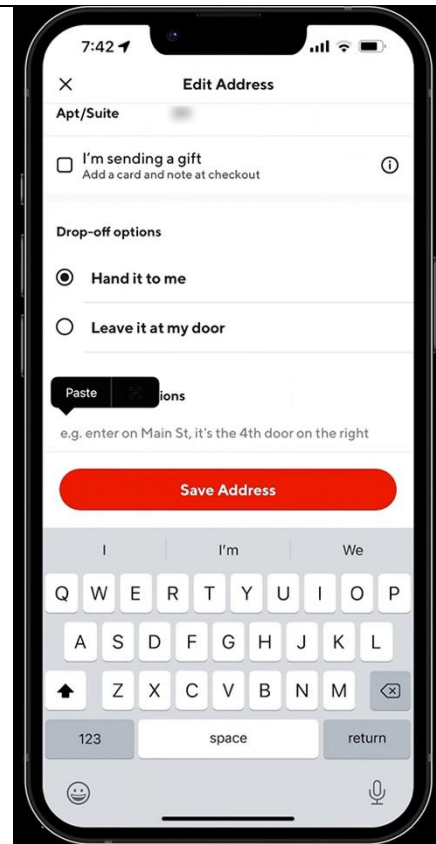 7:42
Edit Address
Apt/Suite
I'm sending a gift
Add a card and note at checkout
Drop-off options
Hand it to me
Leave it at my door
Paste
ions
e.g. enter on Main St, it's the 4th door on the right
Save Address
I I'm We
Q W E R T Y U I O P
A S D F G H J K L
Z X C V B N M
123 space return